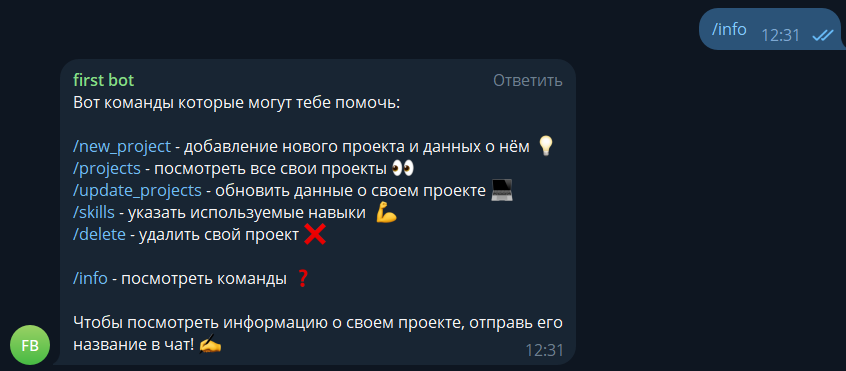 /info 12:31
first bot Ответить
Вот команды которые могут тебе помочь:
/new_project - добавление нового проекта и данных о нём 💡
/projects - посмотреть все свои проекты 👀
/update_projects - обновить данные о своем проекте 💻
/skills - указать используемые навыки 💪
/delete - удалить свой проект ❌
/info - посмотреть команды ❓
Чтобы посмотреть информацию о своем проекте, отправь его
название в чат! ✍
12:31
FB